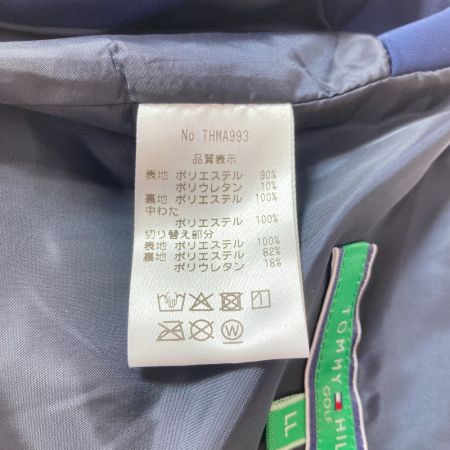 No.THMA993
品質表示
表地 ポリエステル 90%
ポリウレタン 10%
裏地 ポリエステル 100%
中わた
ポリエステル 100%
切り替え部分
表地 ポリエステル 100%
裏地 ポリエステル 82%
ポリウレタン 18%
W
TOMMY HIL
GOLF
LL